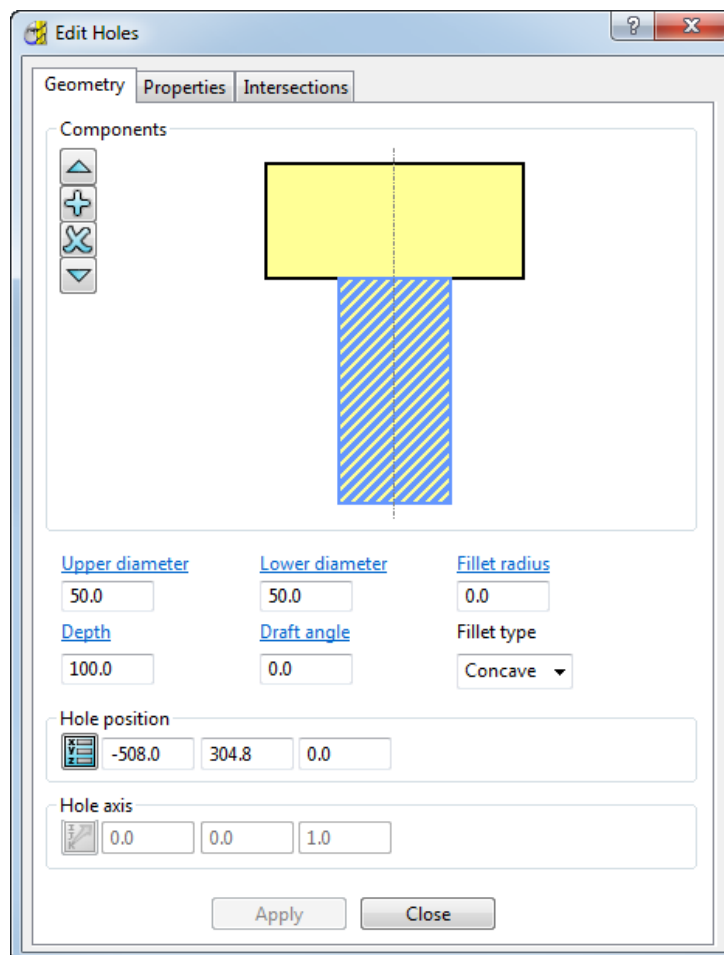 Edit Holes
?
Geometry Properties Intersections
Components
Upper diameter Lower diameter Fillet radius
50.0 50.0 0.0
Depth Draft angle Fillet type
100.0 0.0 Concave
Hole position
X Y Z -508.0 304.8 0.0
Hole axis
I J K 0.0 0.0 1.0
Apply Close